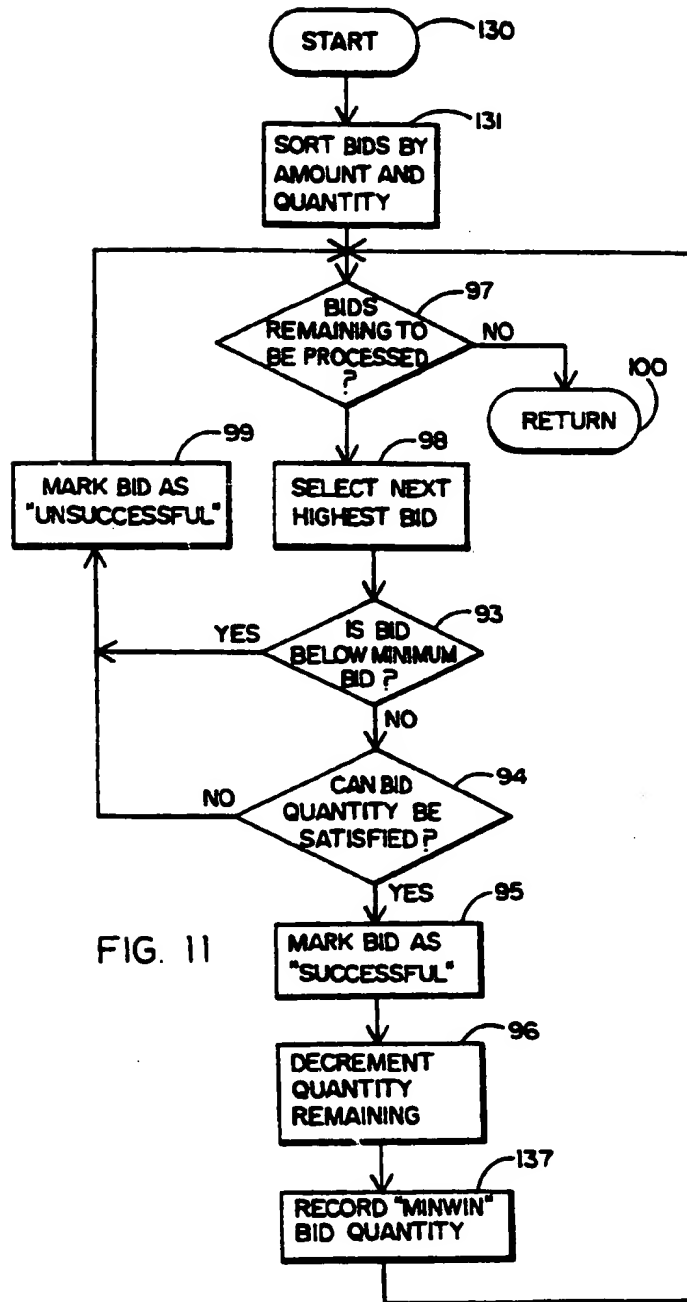 START
130
131
SORT BIDS BY
AMOUNT AND
QUANTITY
97
BIDS
REMAINING TO
BE PROCESSED
?
NO
100
RETURN
99
MARK BID AS
"UNSUCCESSFUL"
98
SELECT NEXT
HIGHEST BID
93
YES
IS BID
BELOW MINIMUM
BID?
NO
94
NO
CAN BID
QUANTITY BE
SATISFIED?
YES
95
FIG. 11
MARK BID AS
"SUCCESSFUL"
96
DECREMENT
QUANTITY
REMAINING
137
RECORD "MINWIN"
BID QUANTITY